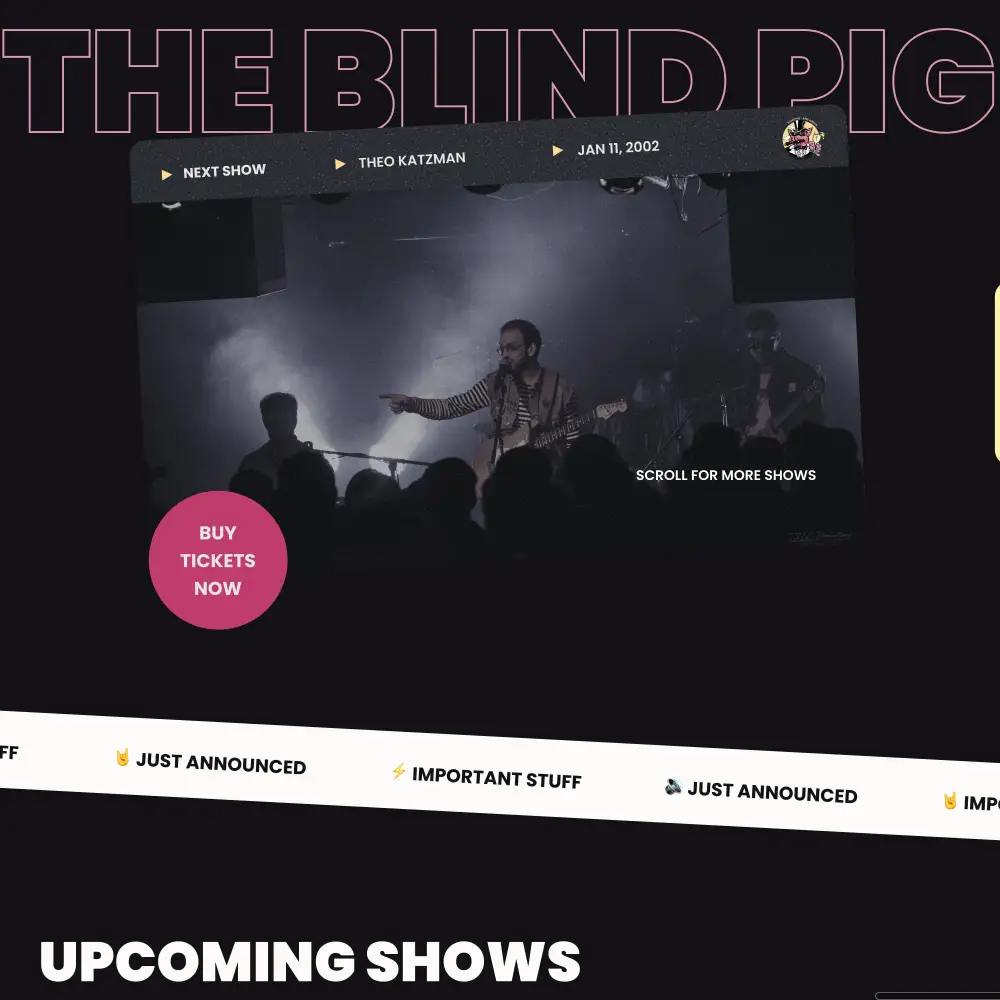 THE BLIND PIG
NEXT SHOW
THEO KATZMAN
JAN 11, 2002
SCROLL FOR MORE SHOWS
BUY
TICKETS
NOW
FF
🤘 JUST ANNOUNCED
⚡ IMPORTANT STUFF
🔊 JUST ANNOUNCED
🤘 IMPO
UPCOMING SHOWS